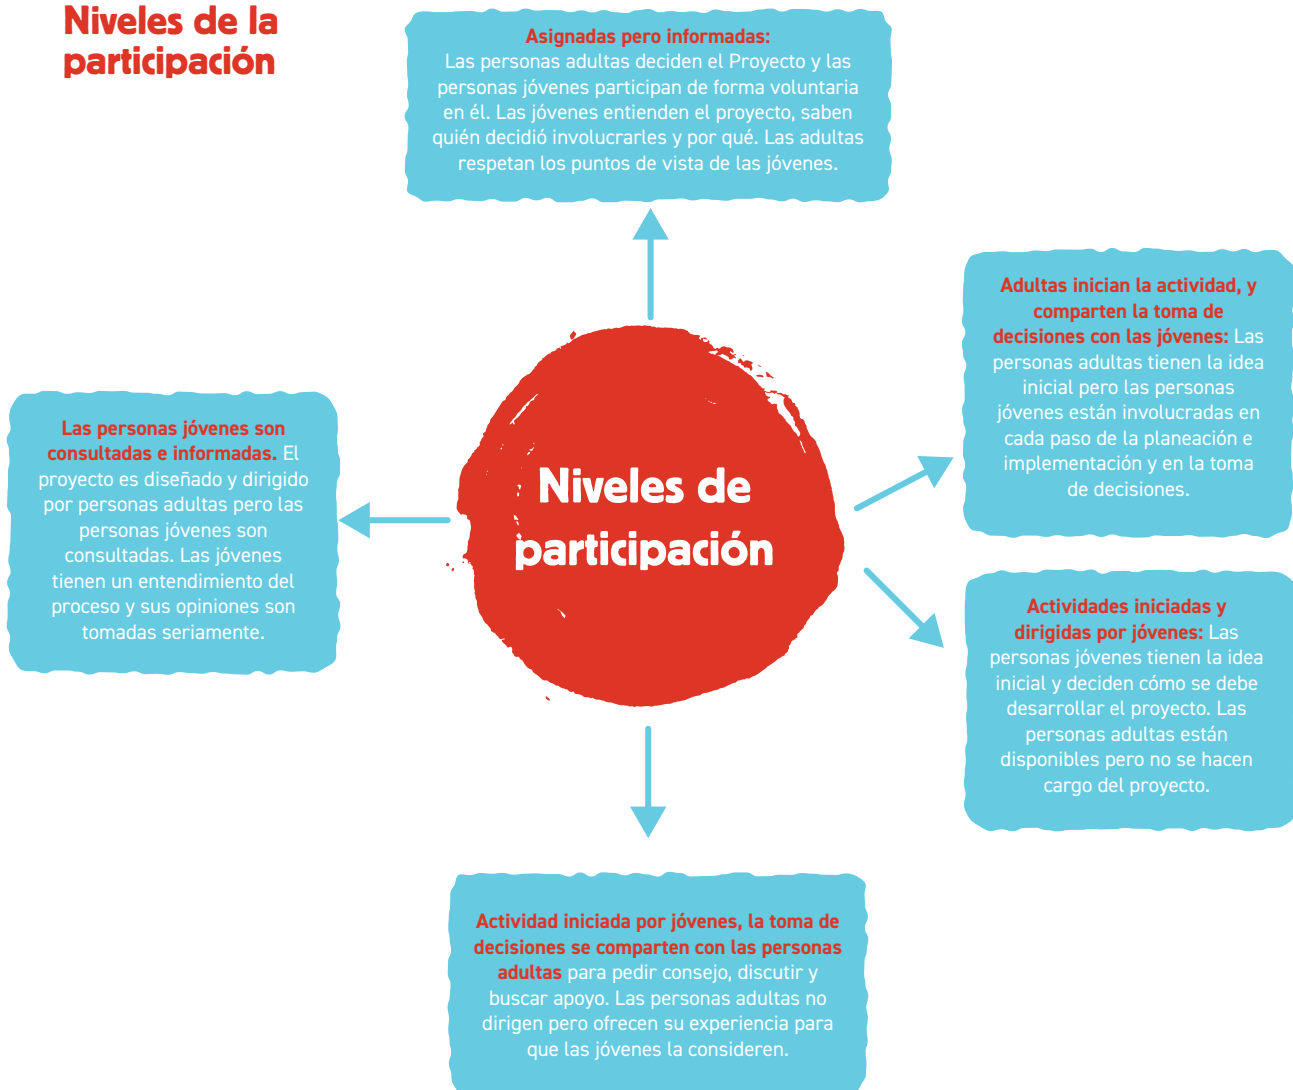 Niveles de la
participación
Asignadas pero informadas:
Las personas adultas deciden el Proyecto y las
personas jóvenes participan de forma voluntaria
en él. Las jóvenes entienden el proyecto, saben
quién decidió involucrarles y por qué. Las adultas
respetan los puntos de vista de las jóvenes.
Adultas inician la actividad, y
comparten la toma de
decisiones con las jóvenes: Las
personas adultas tienen la idea
inicial pero las personas
jóvenes están involucradas en
cada paso de la planeación e
implementación y en la toma
de decisiones.
Las personas jóvenes son
consultadas e informadas. El
proyecto es diseñado y dirigido
por personas adultas pero las
personas jóvenes son
consultadas. Las jóvenes
tienen un entendimiento del
proceso y sus opiniones son
tomadas seriamente.
Niveles de
participación
Actividades iniciadas y
dirigidas por jóvenes: Las
personas jóvenes tienen la idea
inicial y deciden cómo se debe
desarrollar el proyecto. Las
personas adultas están
disponibles pero no se hacen
cargo del proyecto.
Actividad iniciada por jóvenes, la toma de
decisiones se comparten con las personas
adultas para pedir consejo, discutir y
buscar apoyo. Las personas adultas no
dirigen pero ofrecen su experiencia para
que las jóvenes la consideren.